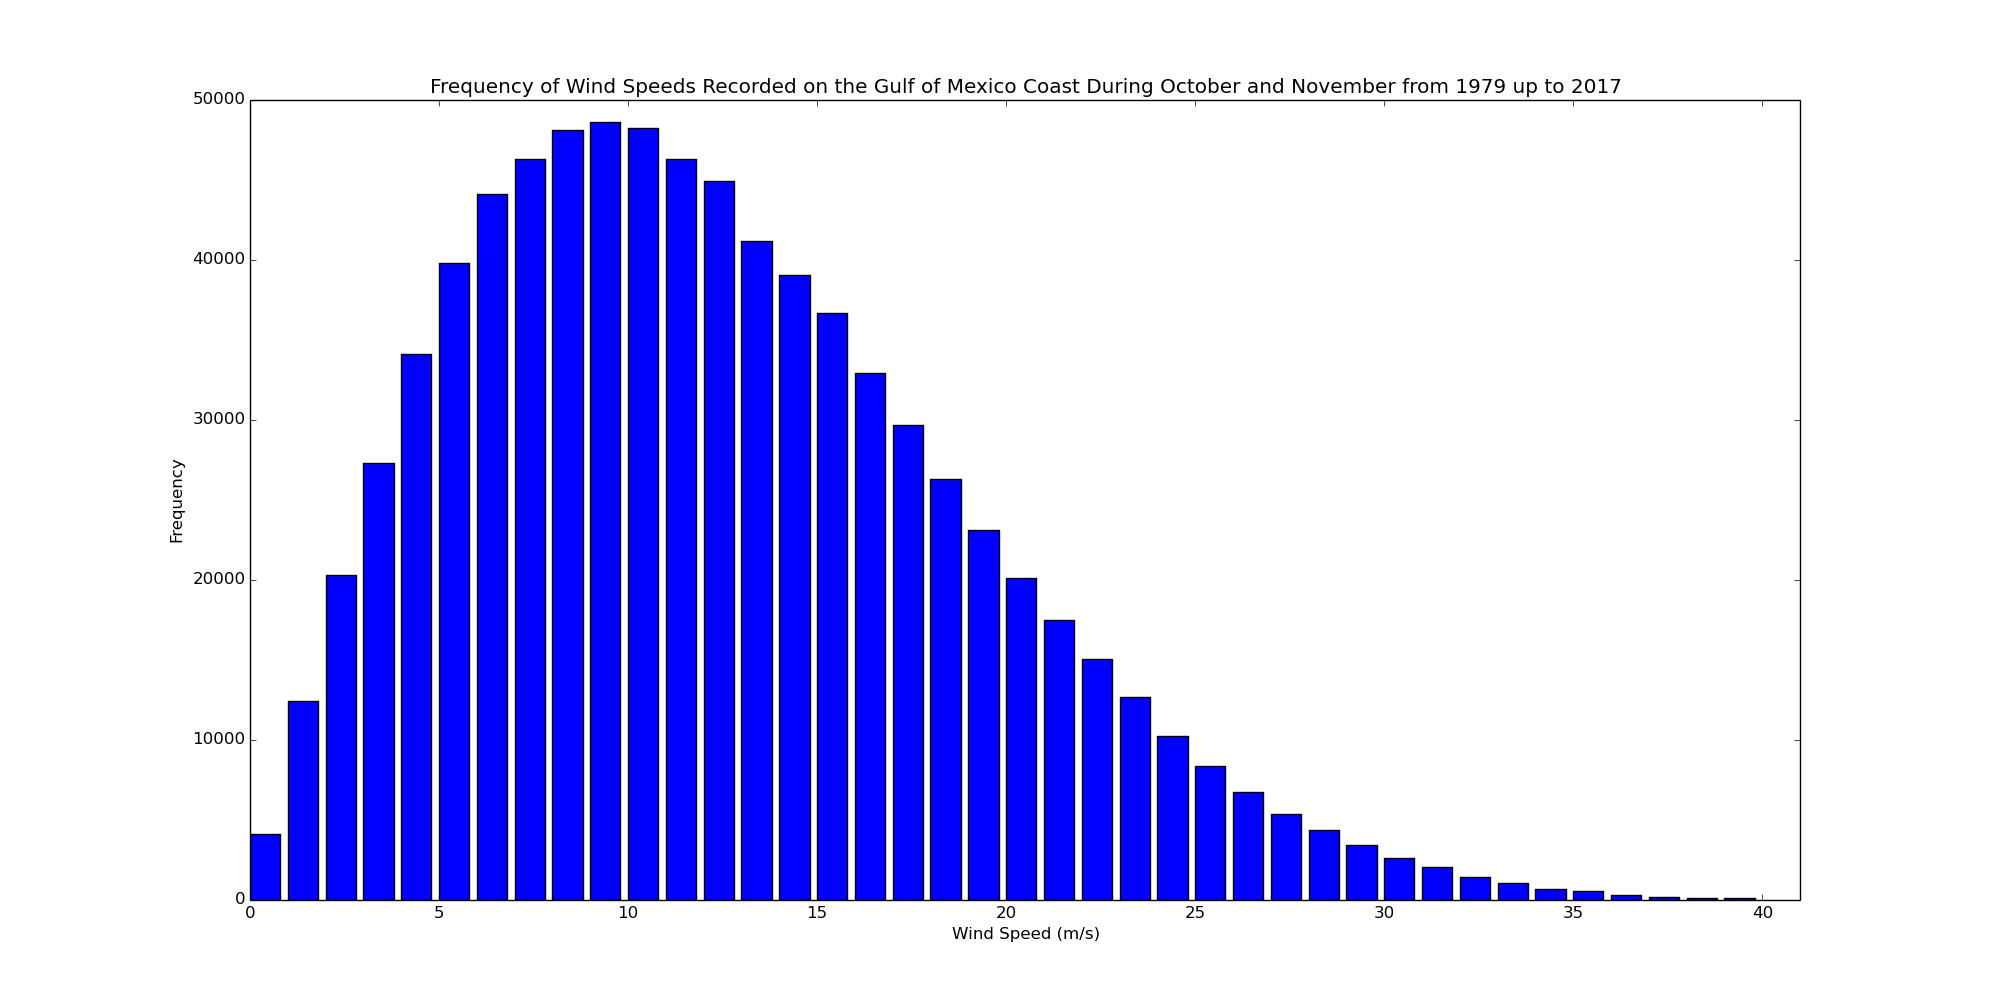 Frequency of Wind Speeds Recorded on the Gulf of Mexico Coast During October and November from 1979 up to 2017
50000
40000
30000
20000
10000
0
Frequency
0 5 10 15 20 25 30 35 40
Wind Speed (m/s)